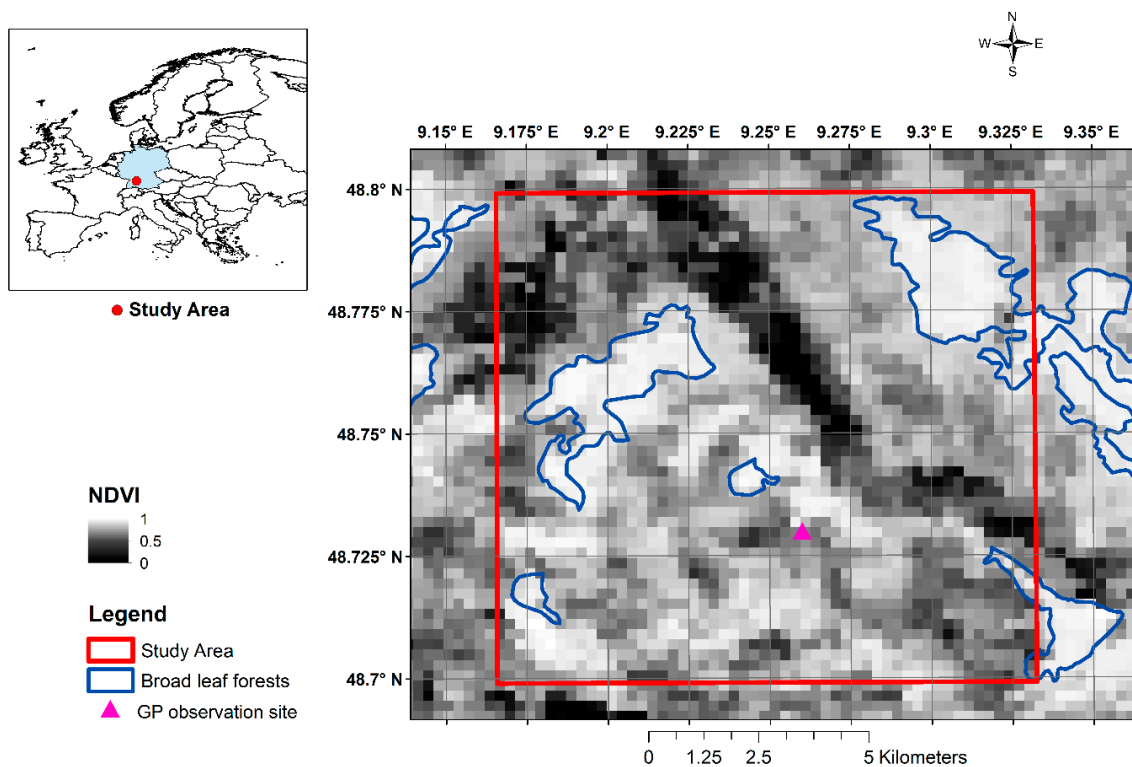 N
W E
S
9.15° E 9.175° E 9.2° E 9.225° E 9.25° E 9.275° E 9.3° E 9.325° E 9.35° E
48.8° N
48.775° N
48.75° N
48.725° N
48.7° N
Study Area
NDVI
1
0.5
0
Legend
Study Area
Broad leaf forests
GP observation site
0 1.25 2.5 5 Kilometers